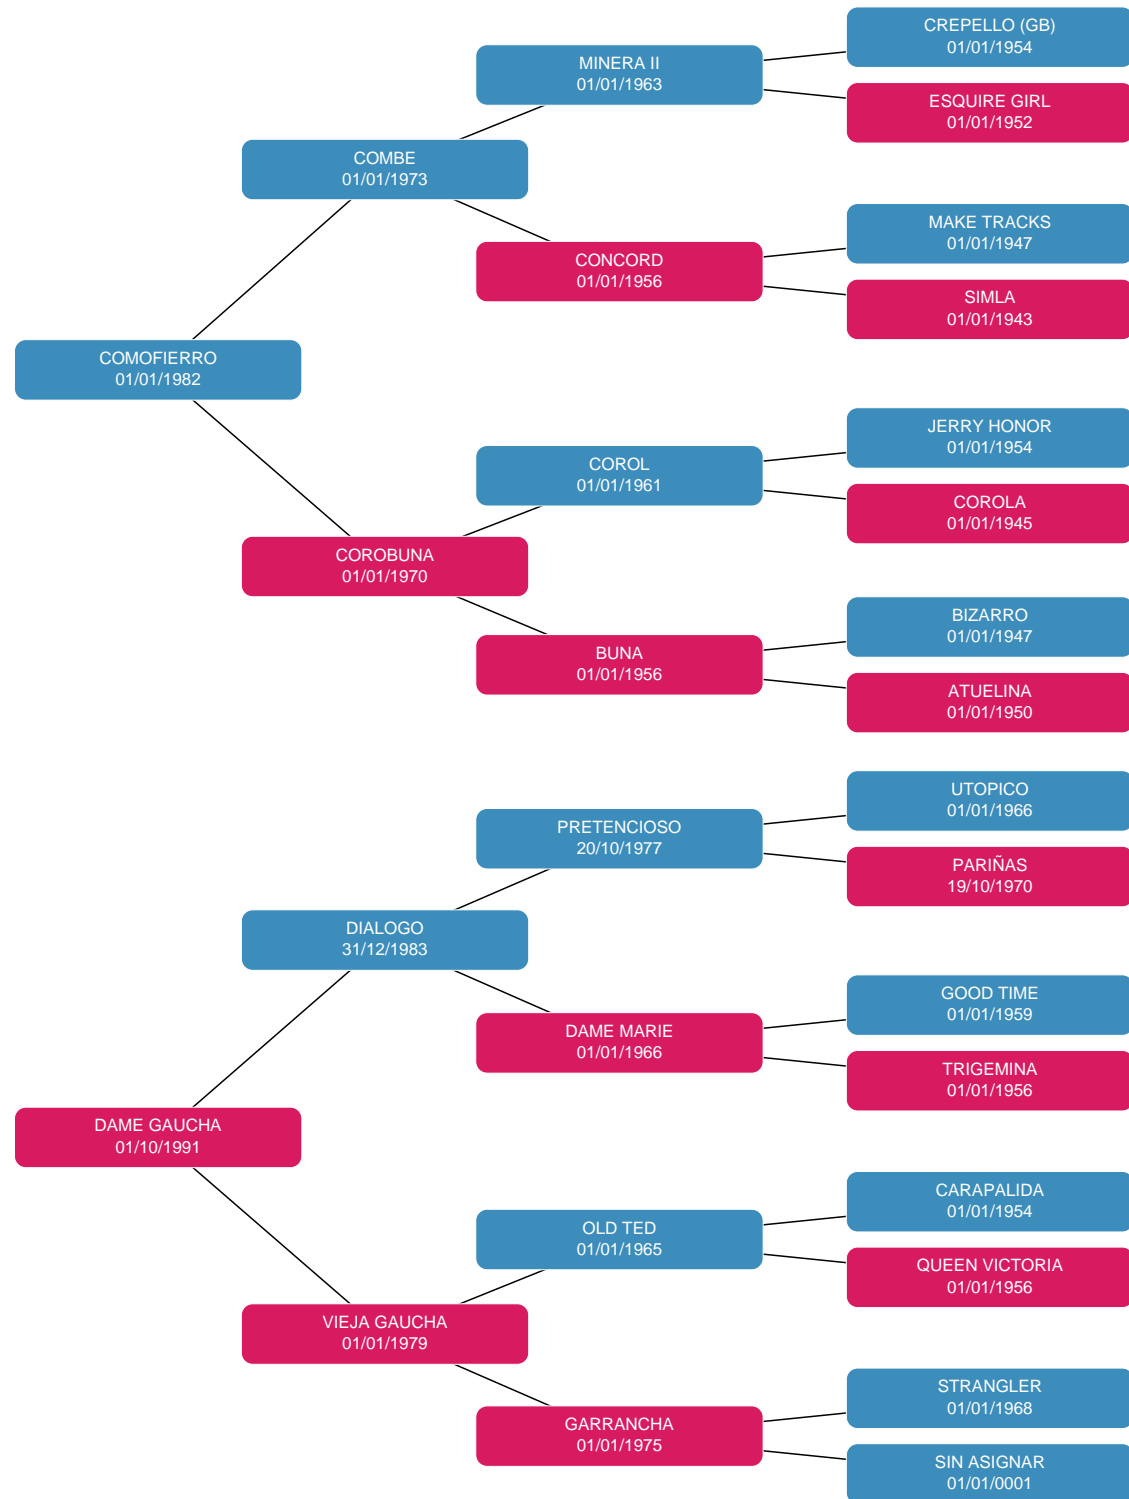 CREPELLO (GB)
01/01/1954
MINERA II
01/01/1963
ESQUIRE GIRL
01/01/1952
COMBE
01/01/1973
MAKE TRACKS
01/01/1947
CONCORD
01/01/1956
SIMLA
01/01/1943
COMOFIERRO
01/01/1982
JERRY HONOR
01/01/1954
COROL
01/01/1961
COROLA
01/01/1945
COROBUNA
01/01/1970
BIZARRO
01/01/1947
BUNA
01/01/1956
ATUELINA
01/01/1950
UTOPICO
01/01/1966
PRETENCIOSO
20/10/1977
PARIÑAS
19/10/1970
DIALOGO
31/12/1983
GOOD TIME
01/01/1959
DAME MARIE
01/01/1966
TRIGEMINA
01/01/1956
DAME GAUCHA
01/10/1991
CARAPALIDA
01/01/1954
OLD TED
01/01/1965
QUEEN VICTORIA
01/01/1956
VIEJA GAUCHA
01/01/1979
STRANGLER
01/01/1968
GARRANCHA
01/01/1975
SIN ASIGNAR
01/01/0001